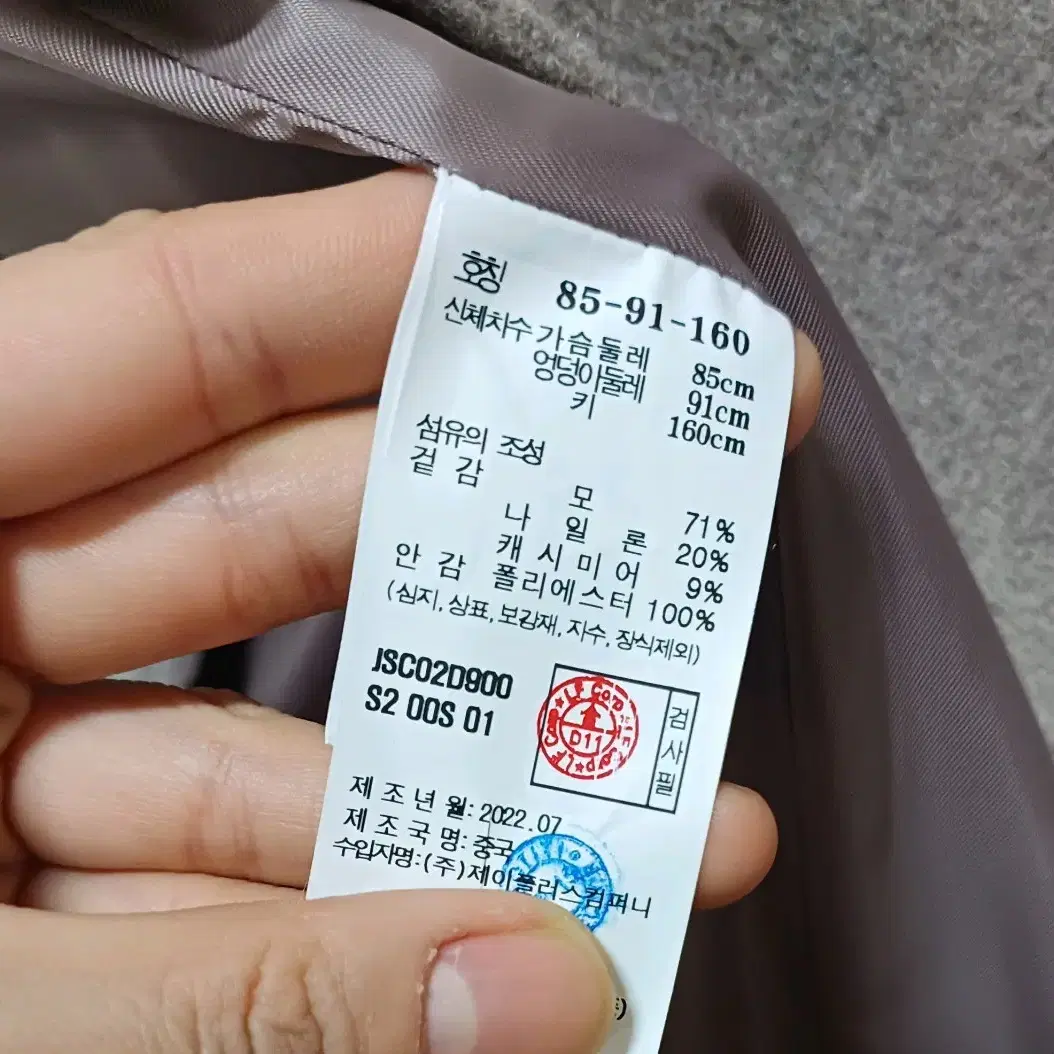 호칭 85-91-160
신체치수 가슴둘레 85cm
엉덩이둘레 91cm
키 160cm
섬유의 조성
겉감 모 71%
나일론 20%
캐시미어 9%
안감 폴리에스터 100%
(심지, 상표, 보강재, 자수, 장식제외)
JSC02D900
S2 00S 01
LF Corp
D11
검사필
제조년월: 2022.07
제조국명: 중국
수입자명: (주)제이플러스컴퍼니